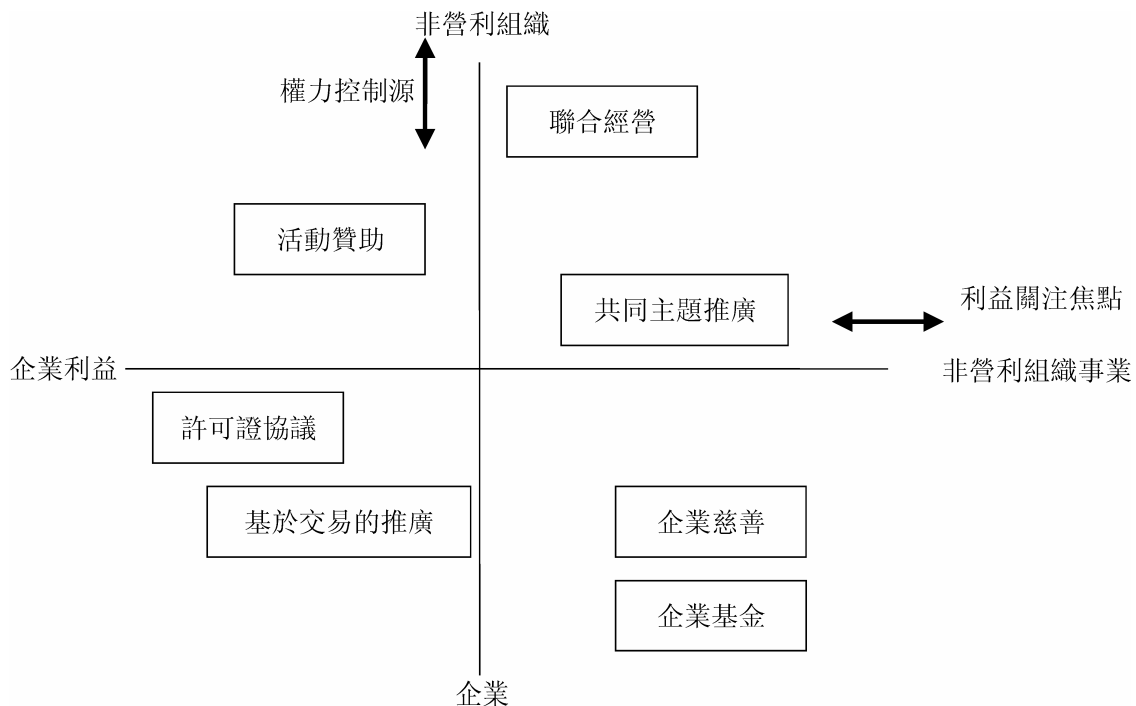 非營利組織
權力控制源
聯合經營
活動贊助
共同主題推廣
利益關注焦點
企業利益
非營利組織事業
許可證協議
基於交易的推廣
企業慈善
企業基金
企業